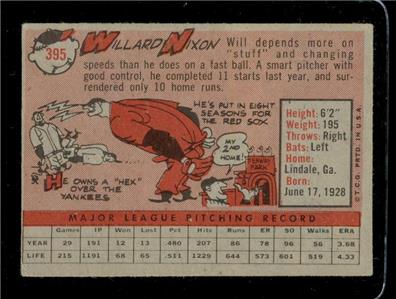 395
WILLARD NIXON
Will depends more on
"stuff" and changing
speeds than he does on a fast ball. A smart pitcher with
good control, he completed 11 starts last year, and sur-
rendered only 10 home runs.
HE'S PUT IN EIGHT
SEASONS FOR
THE RED SOX
MY
2ND
HOME!
FENWAY
PARK
HE OWNS A "HEX"
OVER THE
YANKEES
Height: 6'2"
Weight: 195
Throws: Right
Bats: Left
Home:
Lindale, Ga.
Born:
June 17, 1928
© T.C.G. PRTD. IN U.S.A.
MAJOR LEAGUE PITCHING RECORD
Games In Won Lost Pct. Hits Runs ER SO Walks ERA
YEAR 29 191 12 13 .480 207 86 78 96 56 3.68
LIFE 215 1191 68 65 .511 1229 644 573 601 519 4.33